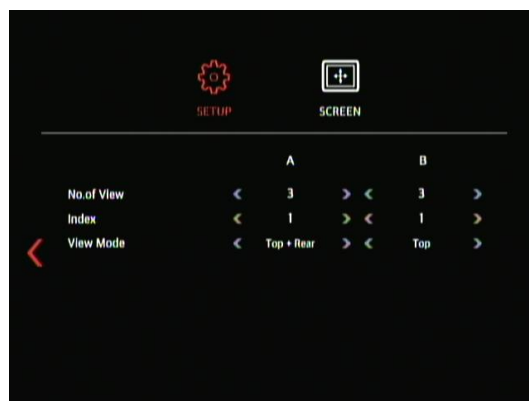 SETUP SCREEN
A B
No.of View 3 3
Index 1 1
View Mode Top + Rear Top